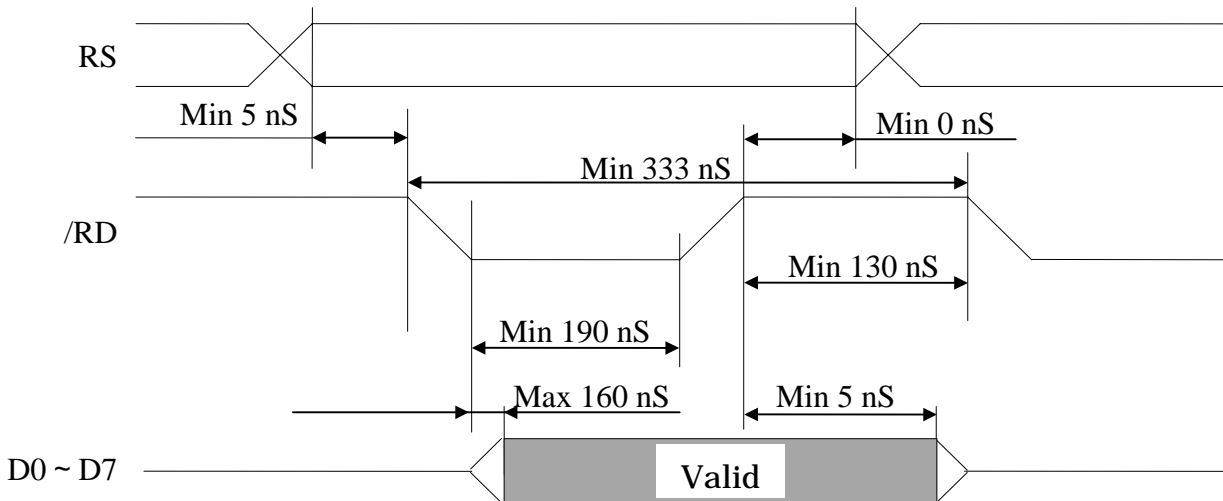 RS
Min 5 nS
Min 0 nS
Min 333 nS
/RD
Min 130 nS
Min 190 nS
Max 160 nS
Min 5 nS
D0 ~ D7
Valid